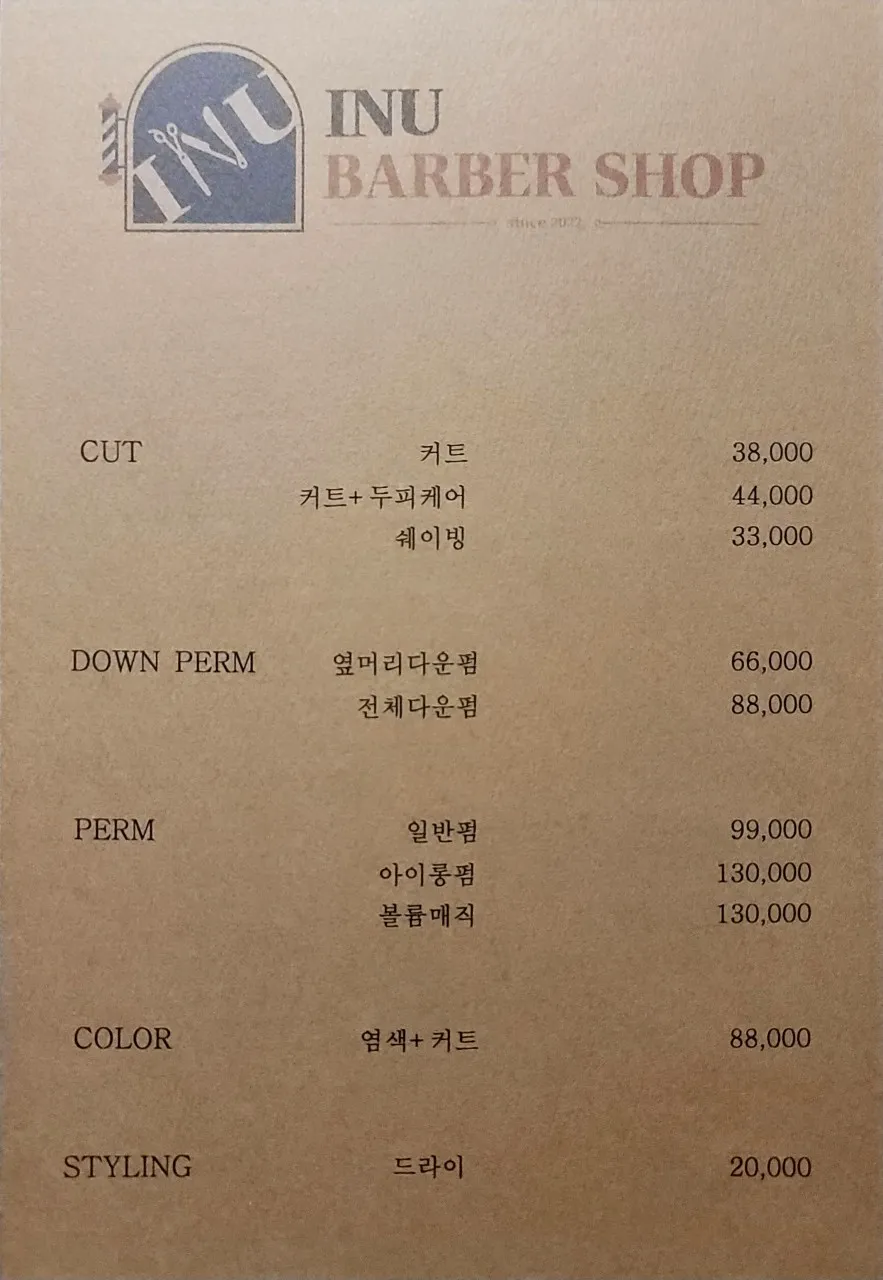 INU
INU
BARBER SHOP
since 2022
CUT 커트 38,000
커트+ 두피케어 44,000
쉐이빙 33,000
DOWN PERM 옆머리다운펌 66,000
전체다운펌 88,000
PERM 일반펌 99,000
아이롱펌 130,000
볼륨매직 130,000
COLOR 염색+ 커트 88,000
STYLING 드라이 20,000